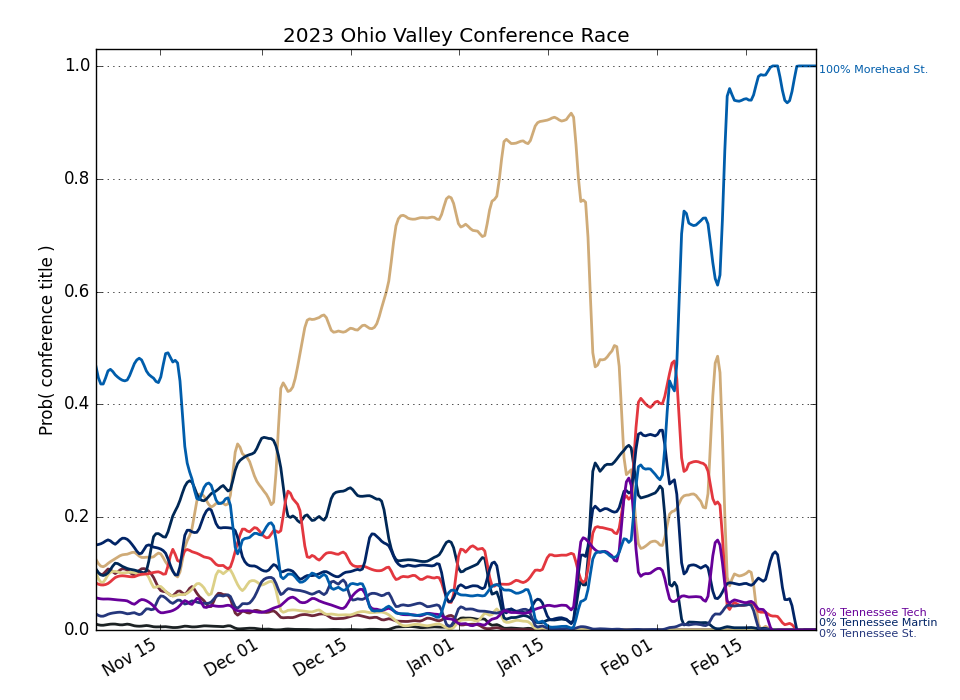 2023 Ohio Valley Conference Race
1.0
100% Morehead St.
0.8
0.6
Prob( conference title )
0.4
0.2
0% Tennessee Tech
0% Tennessee Martin
0.0
0% Tennessee St.
Nov 15
Dec 01
Dec 15
Jan 01
Jan 15
Feb 01
Feb 15